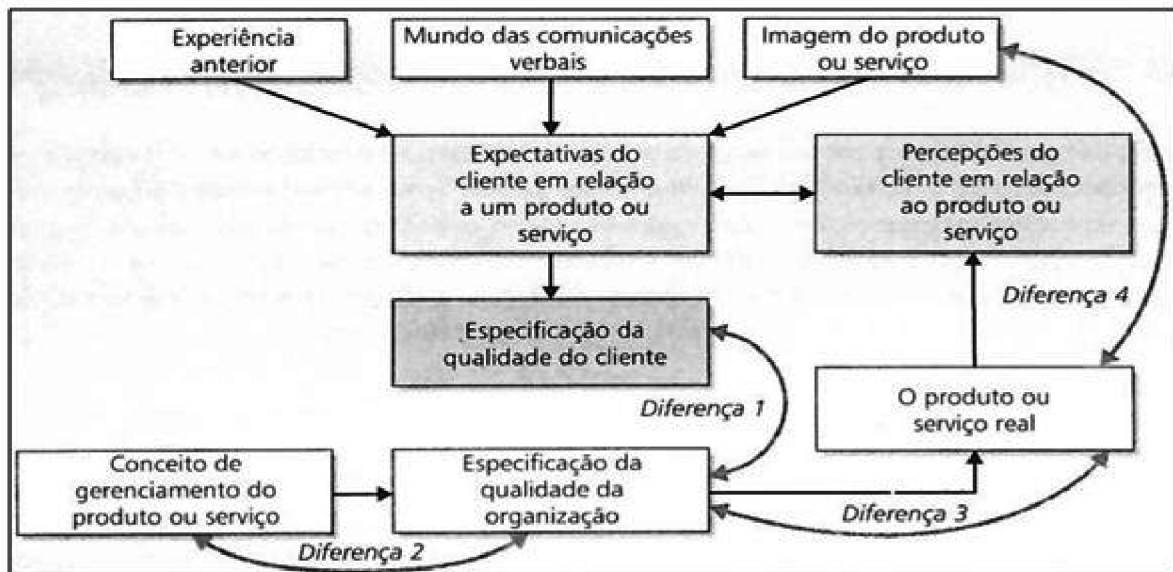 Experiência
anterior
Mundo das comunicações
verbais
Imagem do produto
ou serviço
Expectativas do
cliente em relação
a um produto ou
serviço
Percepções do
cliente em relação
ao produto ou
serviço
Diferença 4
Especificação da
qualidade do cliente
Diferença 1
O produto ou
serviço real
Conceito de
gerenciamento do
produto ou serviço
Especificação da
qualidade da
organização
Diferença 3
Diferença 2